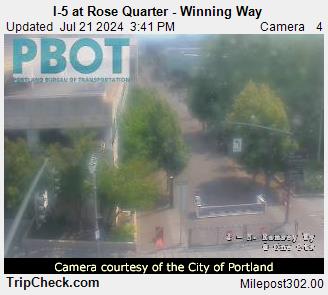 I-5 at Rose Quarter - Winning Way
Updated Jul 21 2024 3:41 PM Camera 4
PBOT
PORTLAND BUREAU OF TRANSPORTATION
Camera courtesy of the City of Portland
TripCheck.com Milepost302.00